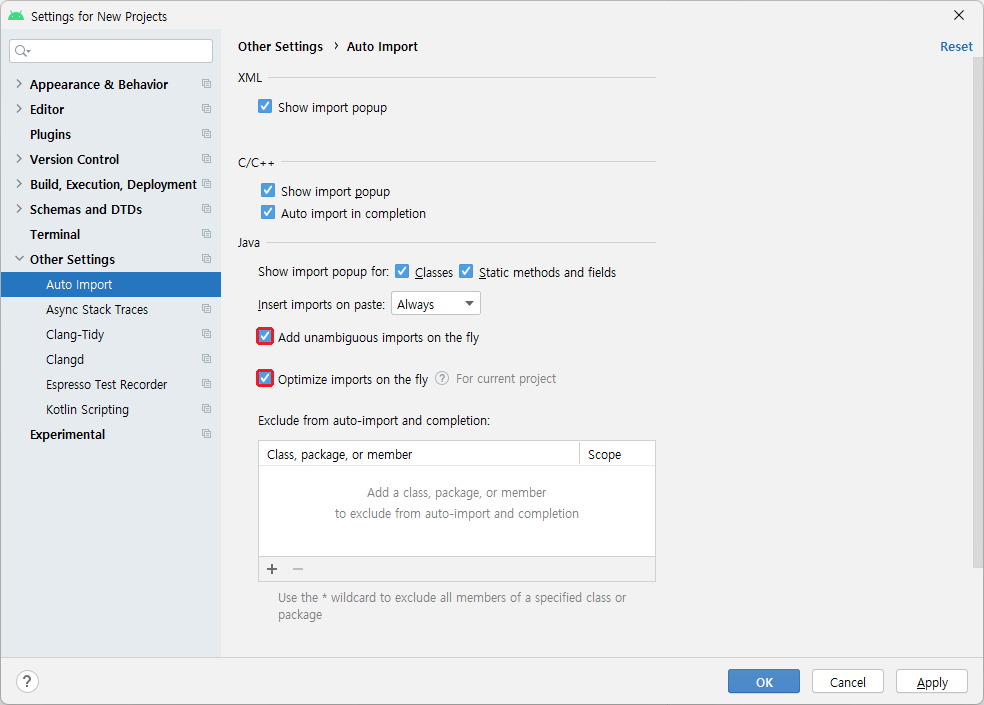 Settings for New Projects
Appearance & Behavior
Editor
Plugins
Version Control
Build, Execution, Deployment
Schemas and DTDs
Terminal
Other Settings
Auto Import
Async Stack Traces
Clang-Tidy
Clangd
Espresso Test Recorder
Kotlin Scripting
Experimental
Other Settings › Auto Import
Reset
XML
Show import popup
C/C++
Show import popup
Auto import in completion
Java
Show import popup for: Classes Static methods and fields
Insert imports on paste: Always
Add unambiguous imports on the fly
Optimize imports on the fly ? For current project
Exclude from auto-import and completion:
Class, package, or member Scope
Add a class, package, or member
to exclude from auto-import and completion
Use the * wildcard to exclude all members of a specified class or
package
? OK Cancel Apply